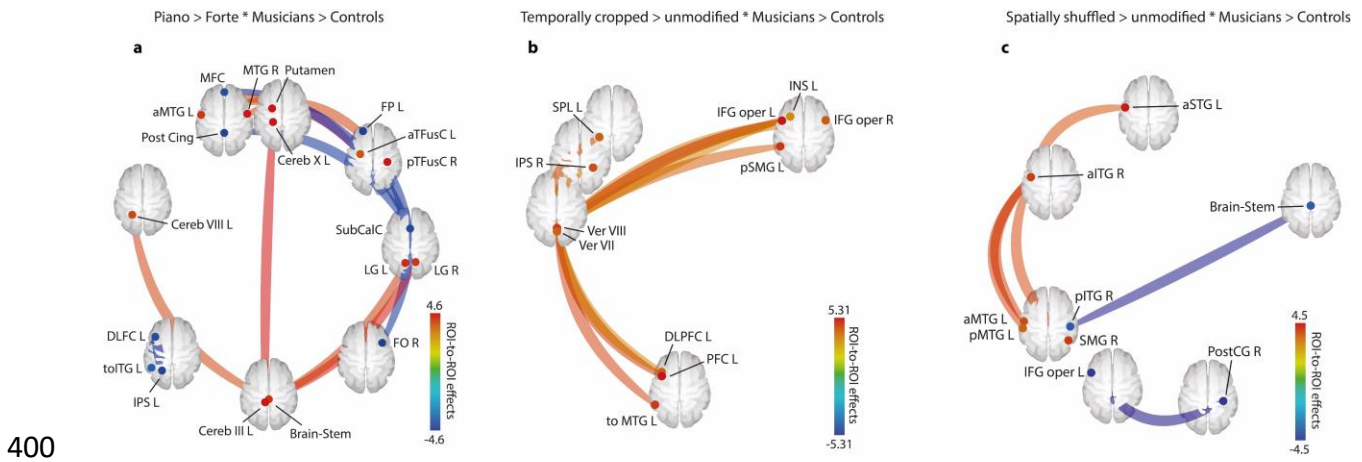 Piano > Forte * Musicians > Controls
Temporally cropped > unmodified * Musicians > Controls
Spatially shuffled > unmodified * Musicians > Controls
a
MFC
MTG R
Putamen
aMTG L
FP L
aTFusC L
Post Cing
Cereb X L
pTFusC R
Cereb VIII L
SubCalC
LG L
LG R
DLFC L
toITG L
IPS L
FO R
Cereb III L
Brain-Stem
4.6
ROI-to-ROI effects
-4.6
b
INS L
SPL L
IFG oper L
IFG oper R
IPS R
pSMG L
Ver VIII
Ver VII
DLPFC L
PFC L
to MTG L
5.31
ROI-to-ROI effects
-5.31
c
aSTG L
aITG R
Brain-Stem
pITG R
aMTG L
pMTG L
SMG R
IFG oper L
PostCG R
4.5
ROI-to-ROI effects
-4.5
400